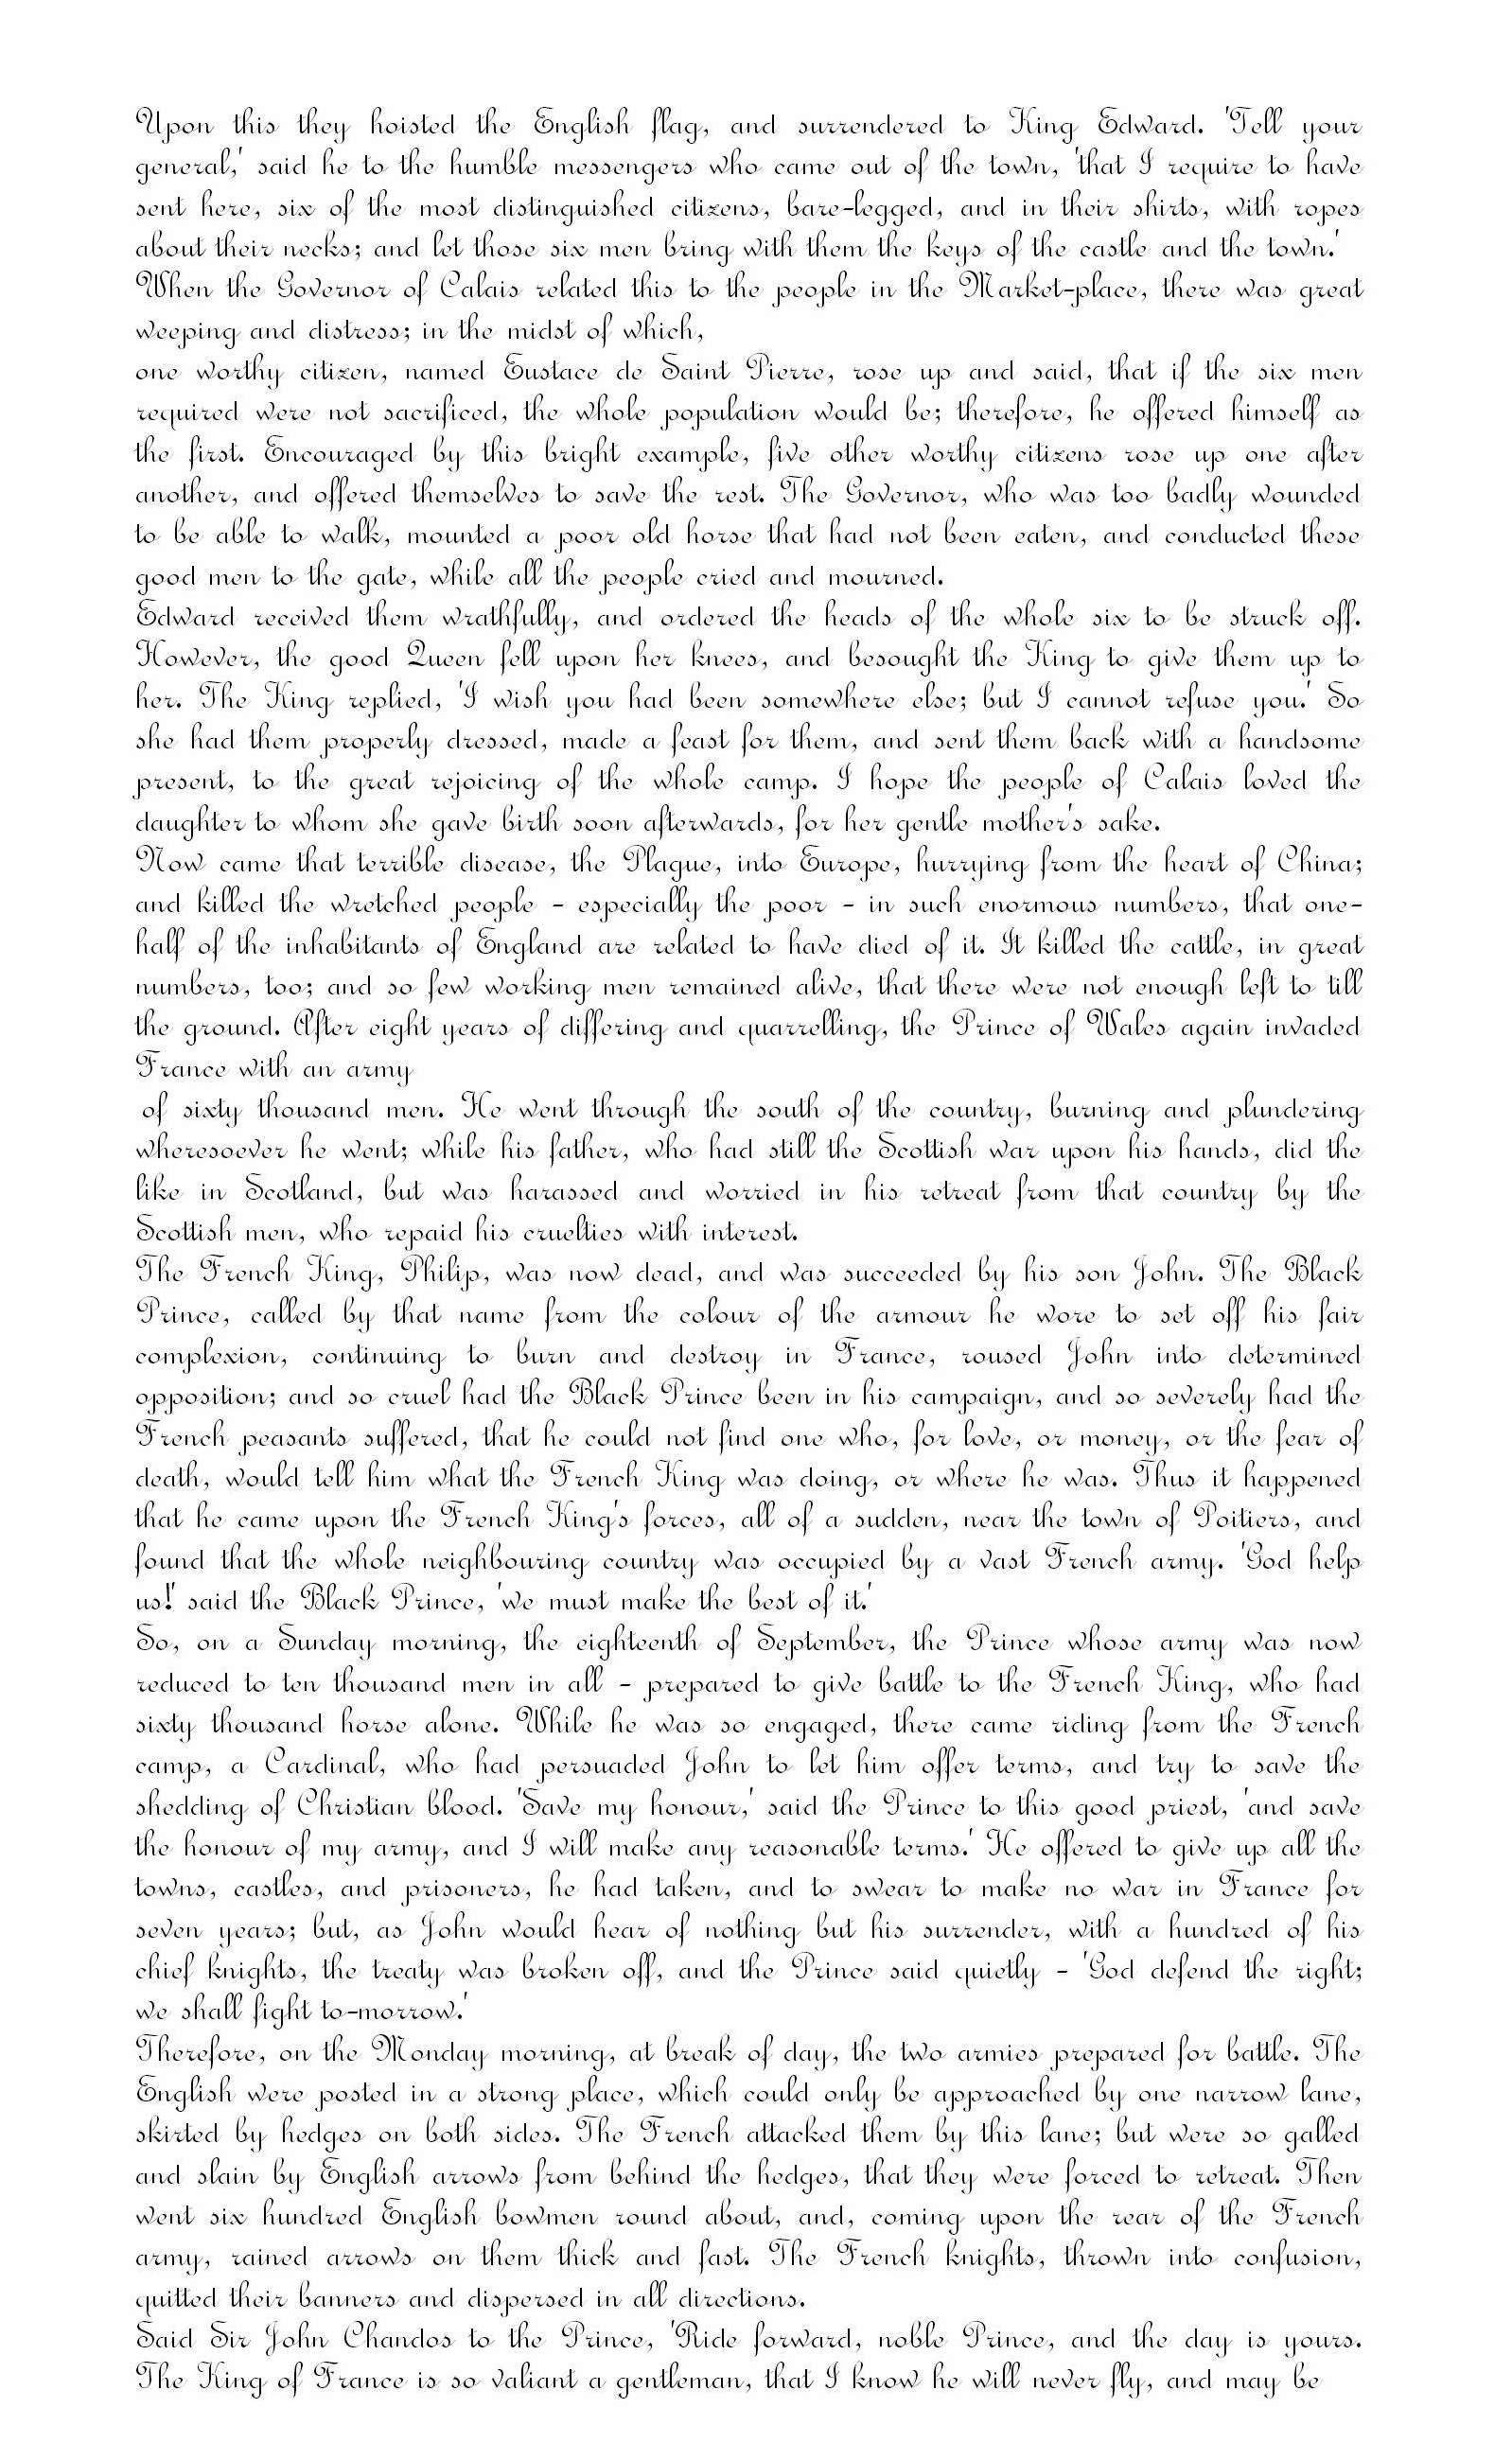 Upon this they hoisted the English flag, and surrendered to King Edward. 'Tell your
general,' said he to the humble messengers who came out of the town, 'that I require to have
sent here, six of the most distinguished citizens, bare-legged, and in their shirts, with ropes
about their necks; and let those six men bring with them the keys of the castle and the town.'
When the Governor of Calais related this to the people in the Market-place, there was great
weeping and distress; in the midst of which,
one worthy citizen, named Eustace de Saint Pierre, rose up and said, that if the six men
required were not sacrificed, the whole population would be; therefore, he offered himself as
the first. Encouraged by this bright example, five other worthy citizens rose up one after
another, and offered themselves to save the rest. The Governor, who was too badly wounded
to be able to walk, mounted a poor old horse that had not been eaten, and conducted these
good men to the gate, while all the people cried and mourned.
Edward received them wrathfully, and ordered the heads of the whole six to be struck off.
However, the good Queen fell upon her knees, and besought the King to give them up to
her. The King replied, 'I wish you had been somewhere else; but I cannot refuse you.' So
she had them properly dressed, made a feast for them, and sent them back with a handsome
present, to the great rejoicing of the whole camp. I hope the people of Calais loved the
daughter to whom she gave birth soon afterwards, for her gentle mother's sake.
Now came that terrible disease, the Plague, into Europe, hurrying from the heart of China;
and killed the wretched people - especially the poor - in such enormous numbers, that one-
half of the inhabitants of England are related to have died of it. It killed the cattle, in great
numbers, too; and so few working men remained alive, that there were not enough left to till
the ground. After eight years of differing and quarrelling, the Prince of Wales again invaded
France with an army
of sixty thousand men. He went through the south of the country, burning and plundering
wheresoever he went; while his father, who had still the Scottish war upon his hands, did the
like in Scotland, but was harassed and worried in his retreat from that country by the
Scottish men, who repaid his cruelties with interest.
The French King, Philip, was now dead, and was succeeded by his son John. The Black
Prince, called by that name from the colour of the armour he wore to set off his fair
complexion, continuing to burn and destroy in France, roused John into determined
opposition; and so cruel had the Black Prince been in his campaign, and so severely had the
French peasants suffered, that he could not find one who, for love, or money, or the fear of
death, would tell him what the French King was doing, or where he was. Thus it happened
that he came upon the French King's forces, all of a sudden, near the town of Poitiers, and
found that the whole neighbouring country was occupied by a vast French army. 'God help
us!' said the Black Prince, 'we must make the best of it.'
So, on a Sunday morning, the eighteenth of September, the Prince whose army was now
reduced to ten thousand men in all - prepared to give battle to the French King, who had
sixty thousand horse alone. While he was so engaged, there came riding from the French
camp, a Cardinal, who had persuaded John to let him offer terms, and try to save the
shedding of Christian blood. 'Save my honour,' said the Prince to this good priest, 'and save
the honour of my army, and I will make any reasonable terms.' He offered to give up all the
towns, castles, and prisoners, he had taken, and to swear to make no war in France for
seven years; but, as John would hear of nothing but his surrender, with a hundred of his
chief knights, the treaty was broken off, and the Prince said quietly - 'God defend the right;
we shall fight to-morrow.'
Therefore, on the Monday morning, at break of day, the two armies prepared for battle. The
English were posted in a strong place, which could only be approached by one narrow lane,
skirted by hedges on both sides. The French attacked them by this lane; but were so galled
and slain by English arrows from behind the hedges, that they were forced to retreat. Then
went six hundred English bowmen round about, and, coming upon the rear of the French
army, rained arrows on them thick and fast. The French knights, thrown into confusion,
quitted their banners and dispersed in all directions.
Said Sir John Chandos to the Prince, 'Ride forward, noble Prince, and the day is yours.
The King of France is so valiant a gentleman, that I know he will never fly, and may be